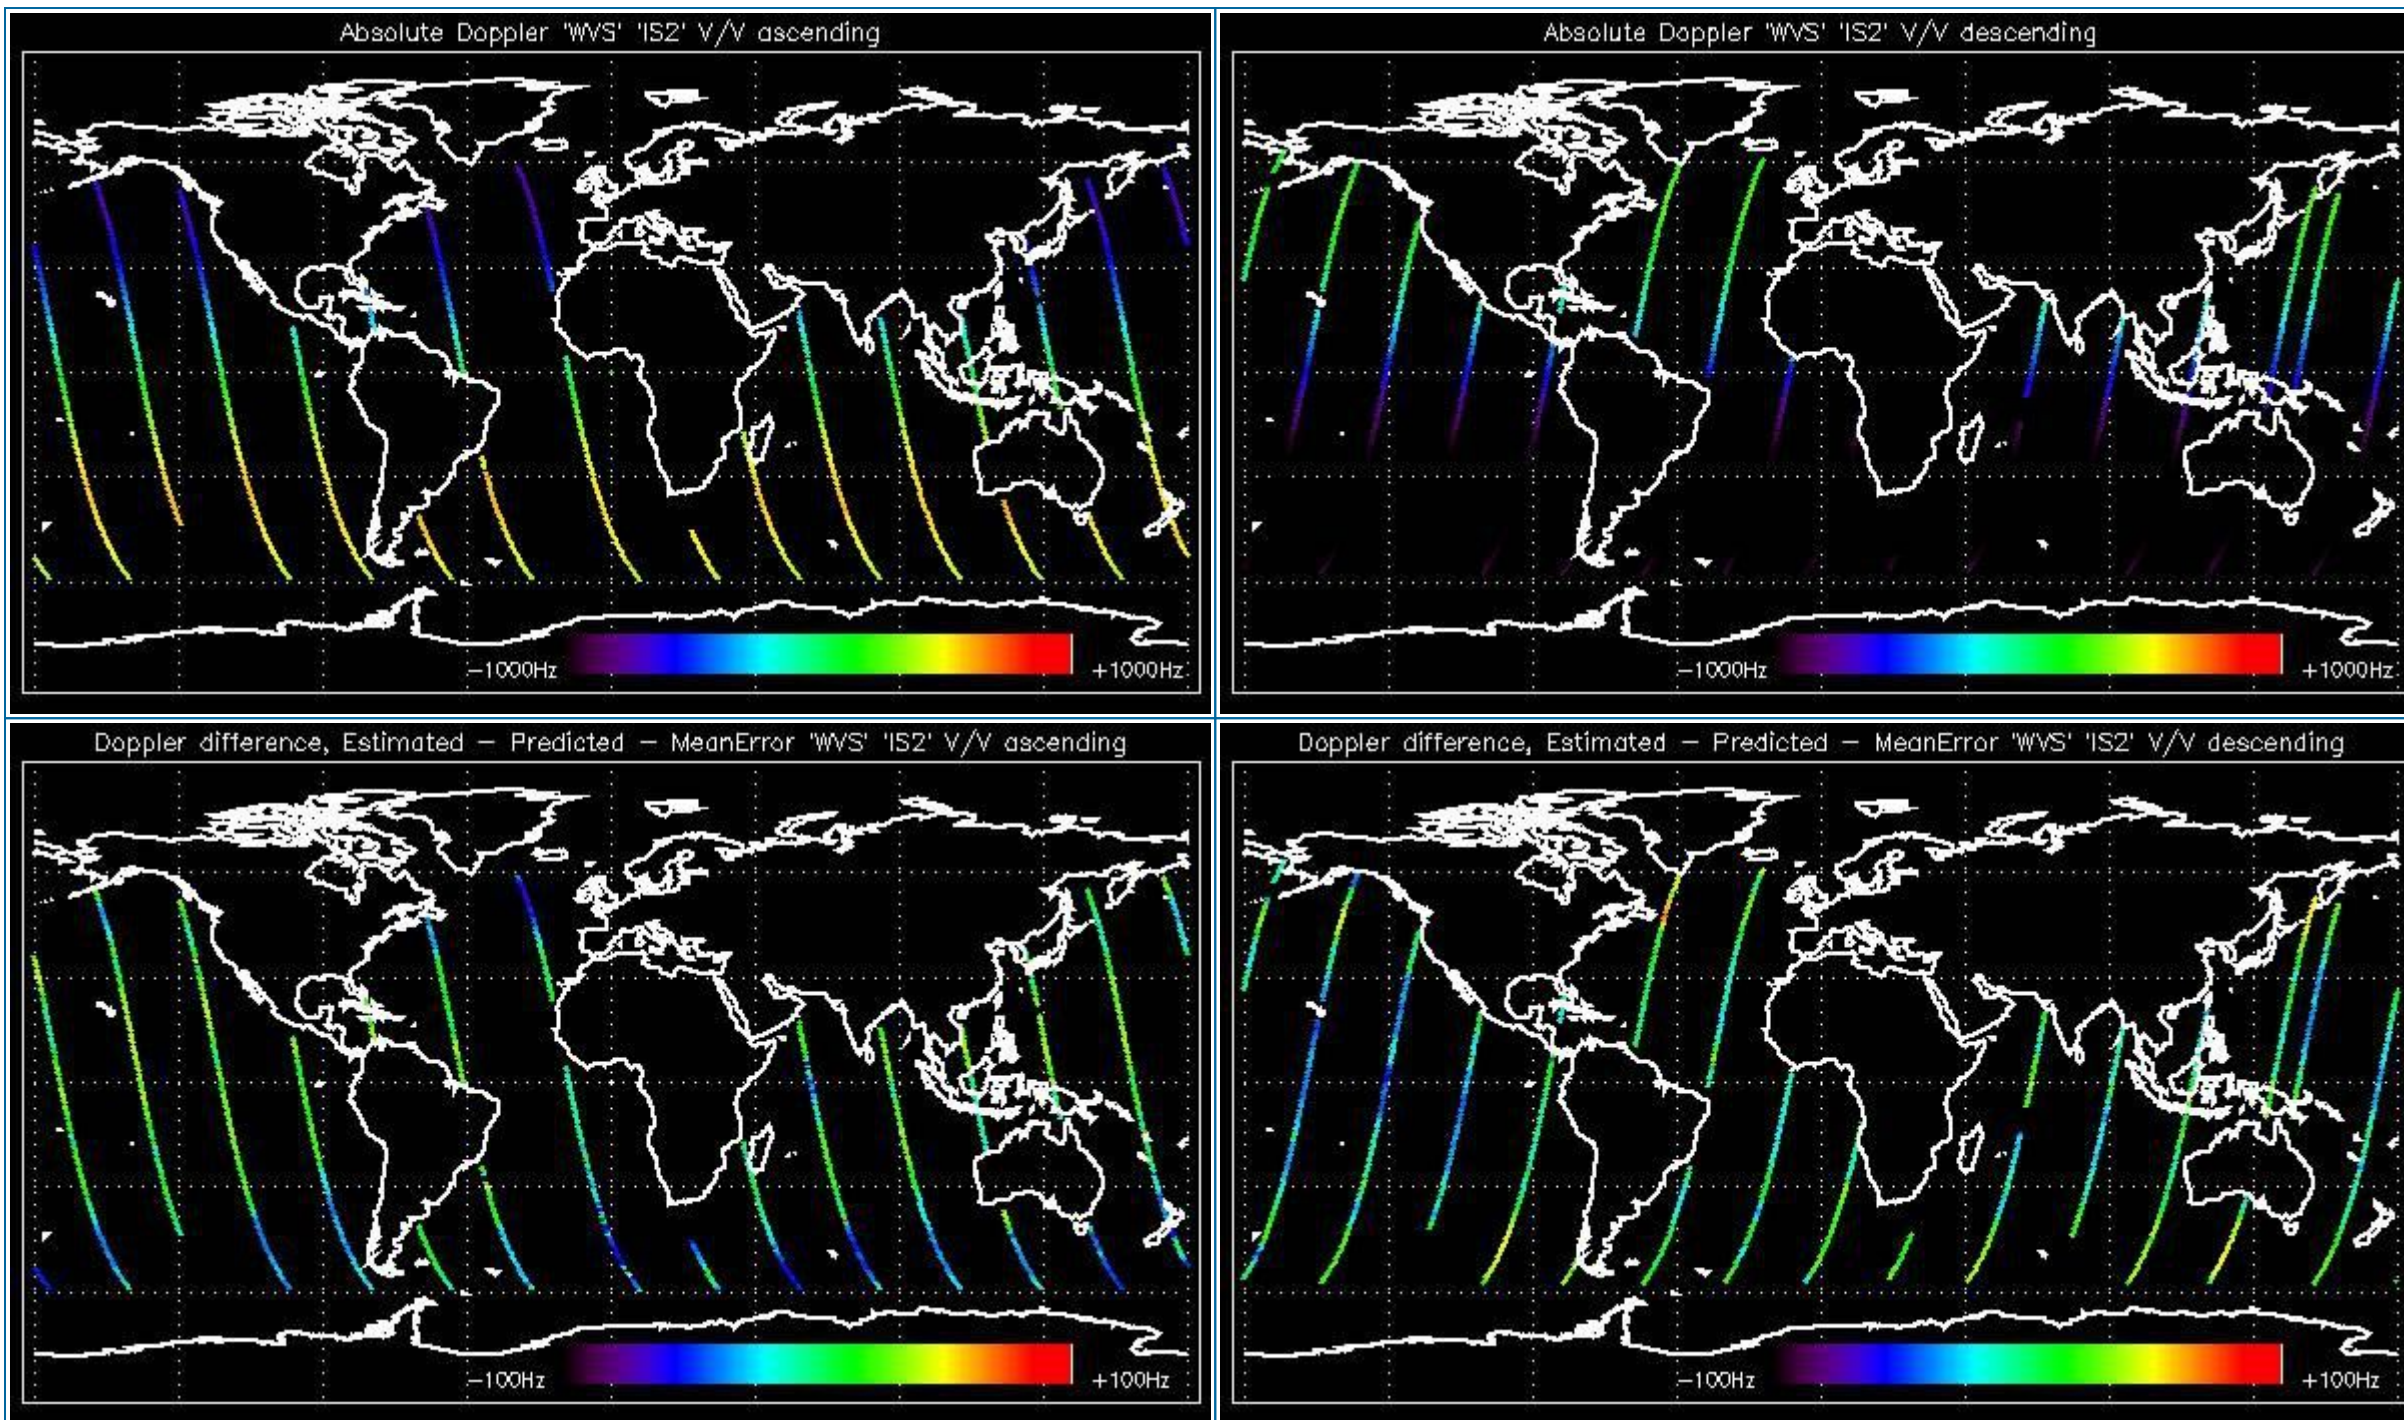 Absolute Doppler 'WVS' 'IS2' V/V ascending
-1000Hz
+1000Hz
Absolute Doppler 'WVS' 'IS2' V/V descending
-1000Hz
+1000Hz
Doppler difference, Estimated - Predicted - MeanError 'WVS' 'IS2' V/V ascending
-100Hz
+100Hz
Doppler difference, Estimated - Predicted - MeanError 'WVS' 'IS2' V/V descending
-100Hz
+100Hz